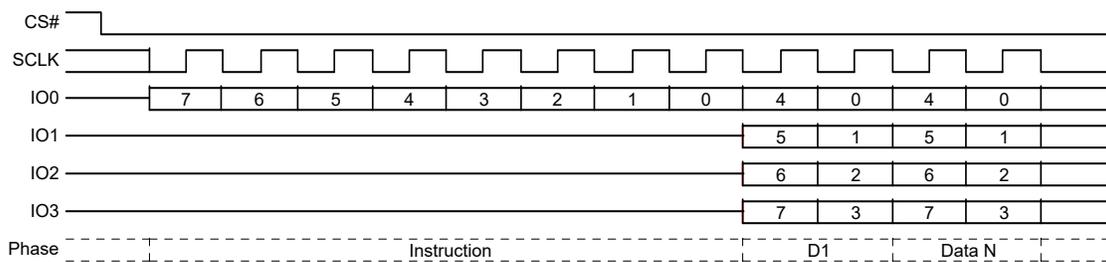 CS#
SCLK
IO0 7 6 5 4 3 2 1 0 4 0 4 0
IO1 5 1 5 1
IO2 6 2 6 2
IO3 7 3 7 3
Phase Instruction D1 Data N